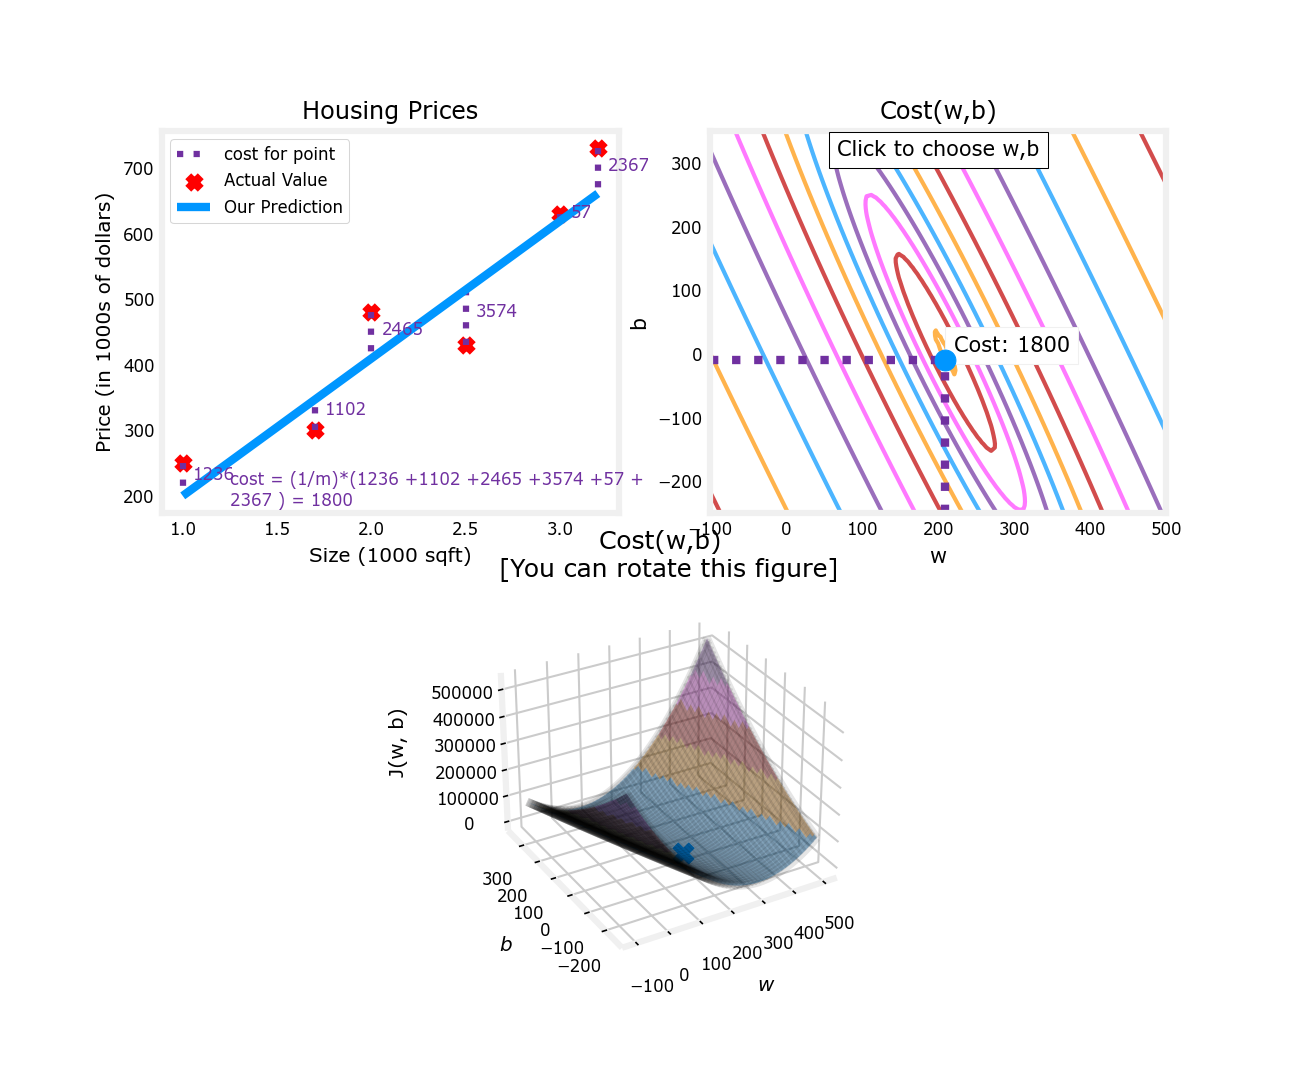 Housing Prices
cost for point
Actual Value
Our Prediction
Price (in 1000s of dollars)
700
600
500
400
300
200
2367
57
3574
2465
1102
1236
cost = (1/m)*(1236 +1102 +2465 +3574 +57 +
2367 ) = 1800
1.0 1.5 2.0 2.5 3.0
Size (1000 sqft)
Cost(w,b)
Click to choose w,b
b
300
200
100
0
−100
−200
Cost: 1800
−100 0 100 200 300 400 500
w
Cost(w,b)
[You can rotate this figure]
J(w, b)
500000
400000
300000
200000
100000
0
300
200
100
0
−100
−200
b
−100 0 100 200 300 400 500
w